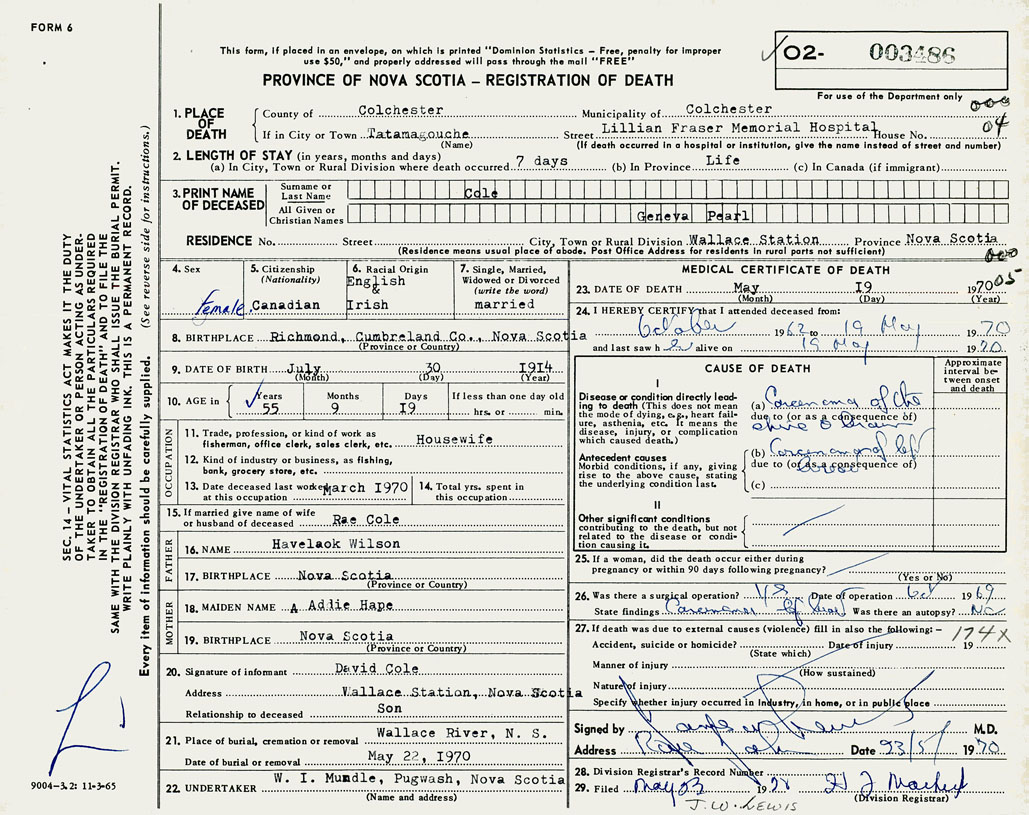 FORM 6
This form, if placed in an envelope, on which is printed "Dominion Statistics – Free, penalty for improper
use $50," and properly addressed will pass through the mail "FREE"
PROVINCE OF NOVA SCOTIA – REGISTRATION OF DEATH
O2- 003486
For use of the Department only
04
1. PLACE OF DEATH
County of Colchester Municipality of Colchester
If in City or Town Tatamagouche Street Lillian Fraser Memorial Hospital House No.
(Name) (If death occurred in a hospital or institution, give the name instead of street and number)
2. LENGTH OF STAY (in years, months and days)
(a) In City, Town or Rural Division where death occurred 7 days (b) In Province Life (c) In Canada (if immigrant)
3. PRINT NAME OF DECEASED
Surname or Last Name Cole
All Given or Christian Names Geneva Pearl
RESIDENCE No. Street City, Town or Rural Division Wallace Station Province Nova Scotia
(Residence means usual place of abode. Post Office Address for residents in rural parts not sufficient)
4. Sex Female
5. Citizenship (Nationality) Canadian
6. Racial Origin English & Irish
7. Single, Married, Widowed or Divorced (write the word) married
8. BIRTHPLACE Richmond, Cumbreland Co., Nova Scotia
(Province or Country)
9. DATE OF BIRTH July 30 1914
(Month) (Day) (Year)
10. AGE in Years 55 Months 9 Days 19 If less than one day old hrs. or min.
OCCUPATION
11. Trade, profession, or kind of work as fisherman, office clerk, sales clerk, etc. Housewife
12. Kind of industry or business, as fishing, bank, grocery store, etc.
13. Date deceased last worked at this occupation March 1970
14. Total yrs. spent in this occupation
15. If married give name of wife or husband of deceased Rae Cole
FATHER
16. NAME Havelaok Wilson
17. BIRTHPLACE Nova Scotia
(Province or Country)
MOTHER
18. MAIDEN NAME A Addie Hape
19. BIRTHPLACE Nova Scotia
(Province or Country)
20. Signature of informant David Cole
Address Wallace Station, Nova Scotia
Relationship to deceased Son
21. Place of burial, cremation or removal Wallace River, N. S.
Date of burial or removal May 22, 1970
22. UNDERTAKER W. I. Mundle, Pugwash, Nova Scotia
(Name and address)
MEDICAL CERTIFICATE OF DEATH
23. DATE OF DEATH May 19 1970
(Month) (Day) (Year)
05
24. I HEREBY CERTIFY that I attended deceased from:
October 1962 to 19 May 1970
and last saw her alive on 19 May 1970
CAUSE OF DEATH
Approximate interval between onset and death
I
Disease or condition directly leading to death (This does not mean the mode of dying, e.g., heart failure, asthenia, etc. It means the disease, injury, or complication which caused death.)
(a) Carcinoma of the
due to (or as a consequence of)
spine & brain
Antecedent causes
Morbid conditions, if any, giving rise to the above cause, stating the underlying condition last.
(b) Carcinoma of left
due to (or as a consequence of)
(c)
II
Other significant conditions
contributing to the death, but not related to the disease or condition causing it.
25. If a woman, did the death occur either during pregnancy or within 90 days following pregnancy?
(Yes or No)
26. Was there a surgical operation? Yes Date of operation Oct 1969
State findings Carcinoma Was there an autopsy? No
27. If death was due to external causes (violence) fill in also the following: –
174X
Accident, suicide or homicide? Date of injury 19
(State which)
Manner of injury
(How sustained)
Nature of injury
Specify whether injury occurred in Industry, in home, or in public place
Signed by M.D.
Address Date 23/5/ 1970
28. Division Registrar's Record Number
29. Filed May 23 19
(Division Registrar)
J.W. LEWIS
SEC. 14 – VITAL STATISTICS ACT MAKES IT THE DUTY
OF THE UNDERTAKER OR PERSON ACTING AS UNDER-
TAKER TO OBTAIN ALL THE PARTICULARS REQUIRED
IN THE "REGISTRATION OF DEATH" AND TO FILE THE
SAME WITH THE DIVISION REGISTRAR WHO SHALL ISSUE THE BURIAL PERMIT.
WRITE PLAINLY WITH UNFADING INK. THIS IS A PERMANENT RECORD.
Every item of information should be carefully supplied. (See reverse side for instructions.)
9004-3.2: 11-3-65